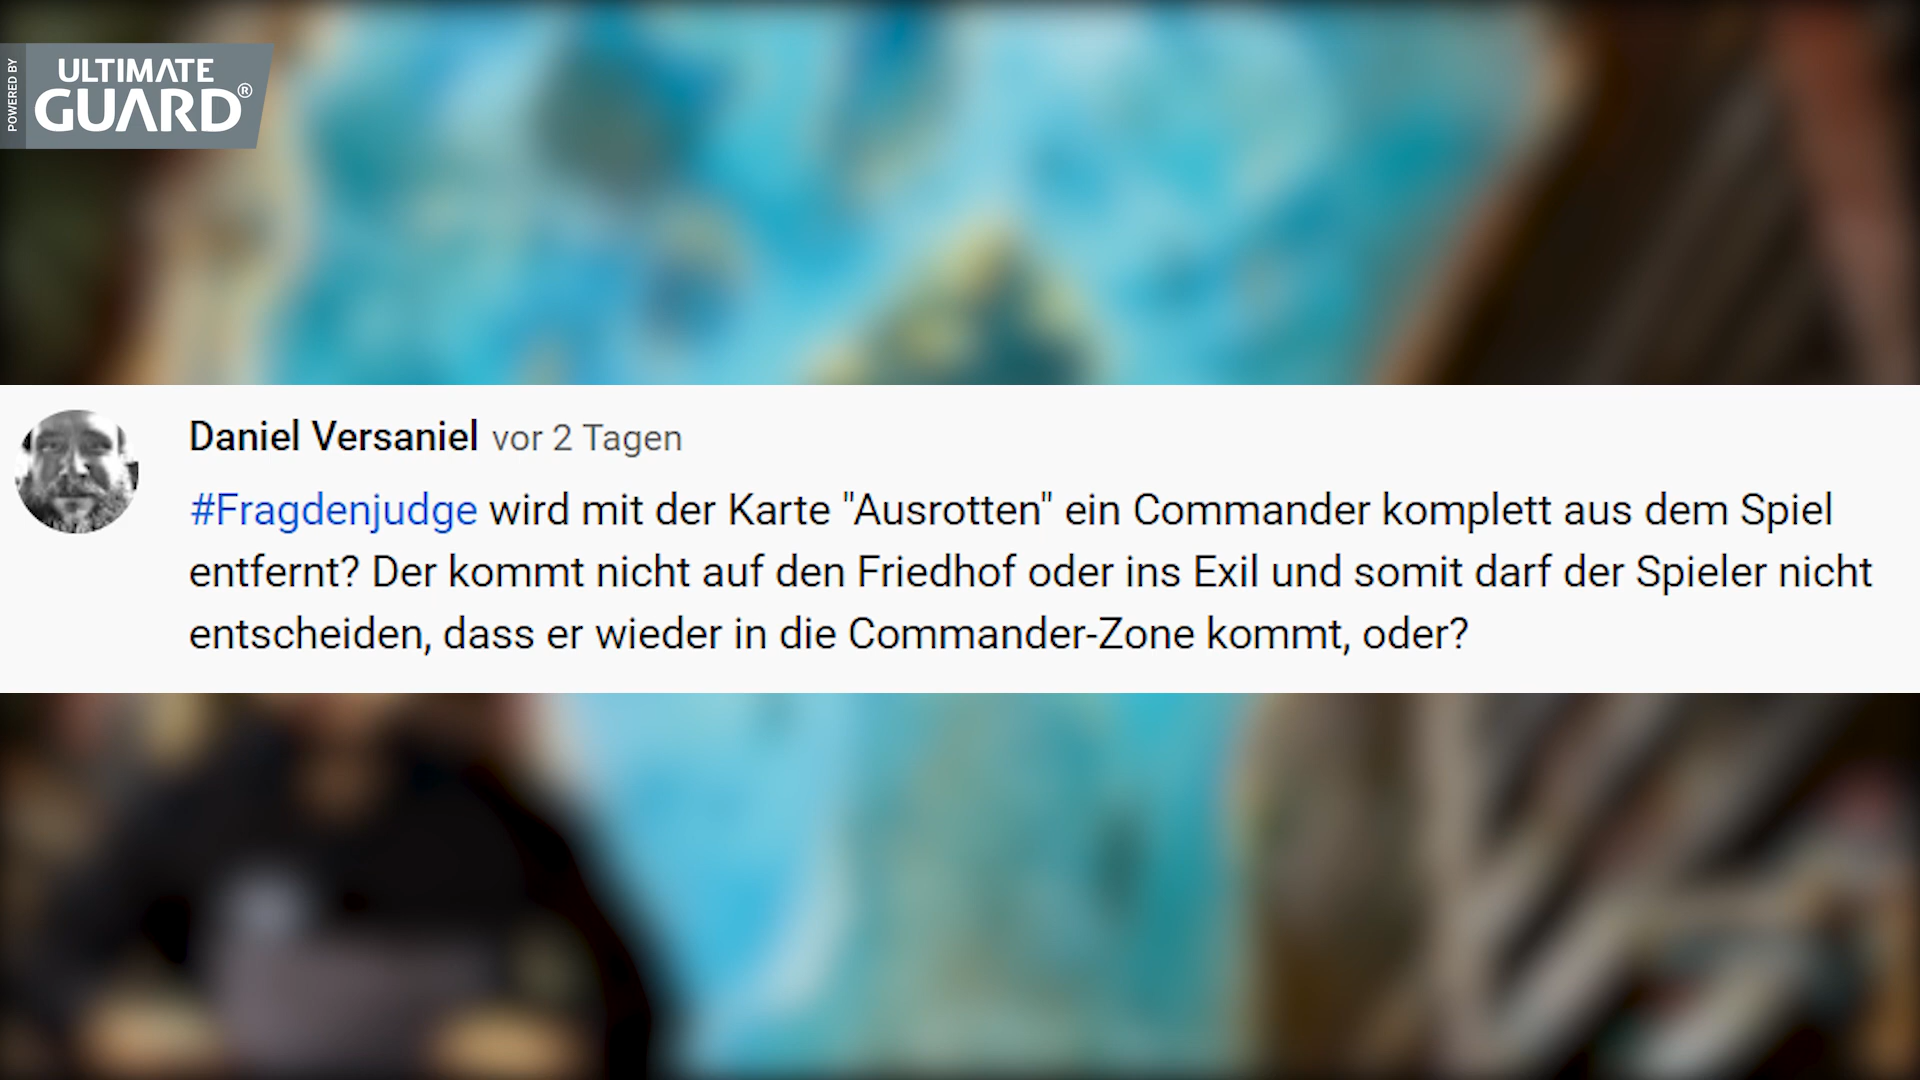 POWERED BY
ULTIMATE
GUARD®
Daniel Versaniel vor 2 Tagen
#Fragdenjudge wird mit der Karte "Ausrotten" ein Commander komplett aus dem Spiel
entfernt? Der kommt nicht auf den Friedhof oder ins Exil und somit darf der Spieler nicht
entscheiden, dass er wieder in die Commander-Zone kommt, oder?